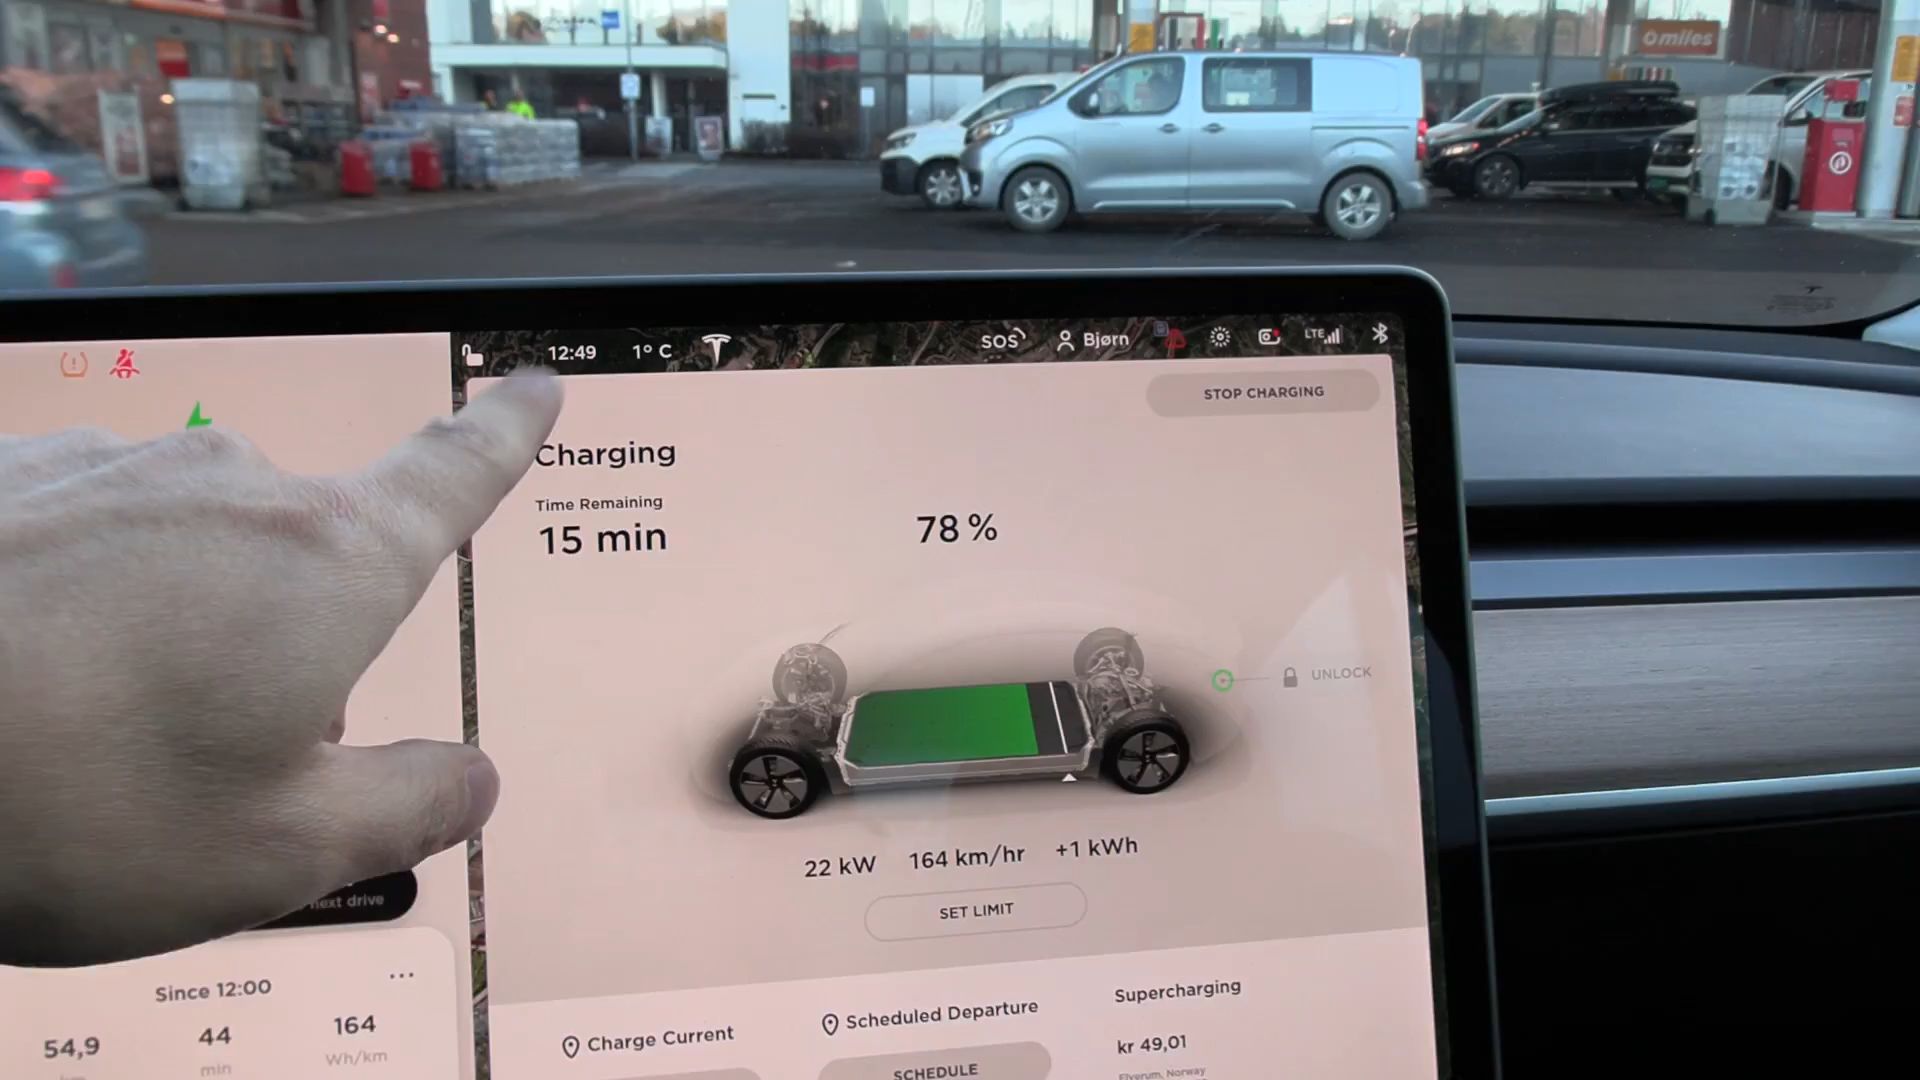 miles
12:49 1° C
SOS Bjørn LTE
STOP CHARGING
Charging
Time Remaining
15 min
78 %
UNLOCK
22 kW 164 km/hr +1 kWh
SET LIMIT
next drive
Since 12:00 ...
54,9 44 164
km min Wh/km
Charge Current
Scheduled Departure
SCHEDULE
Supercharging
kr 49,01
Elverum, Norway